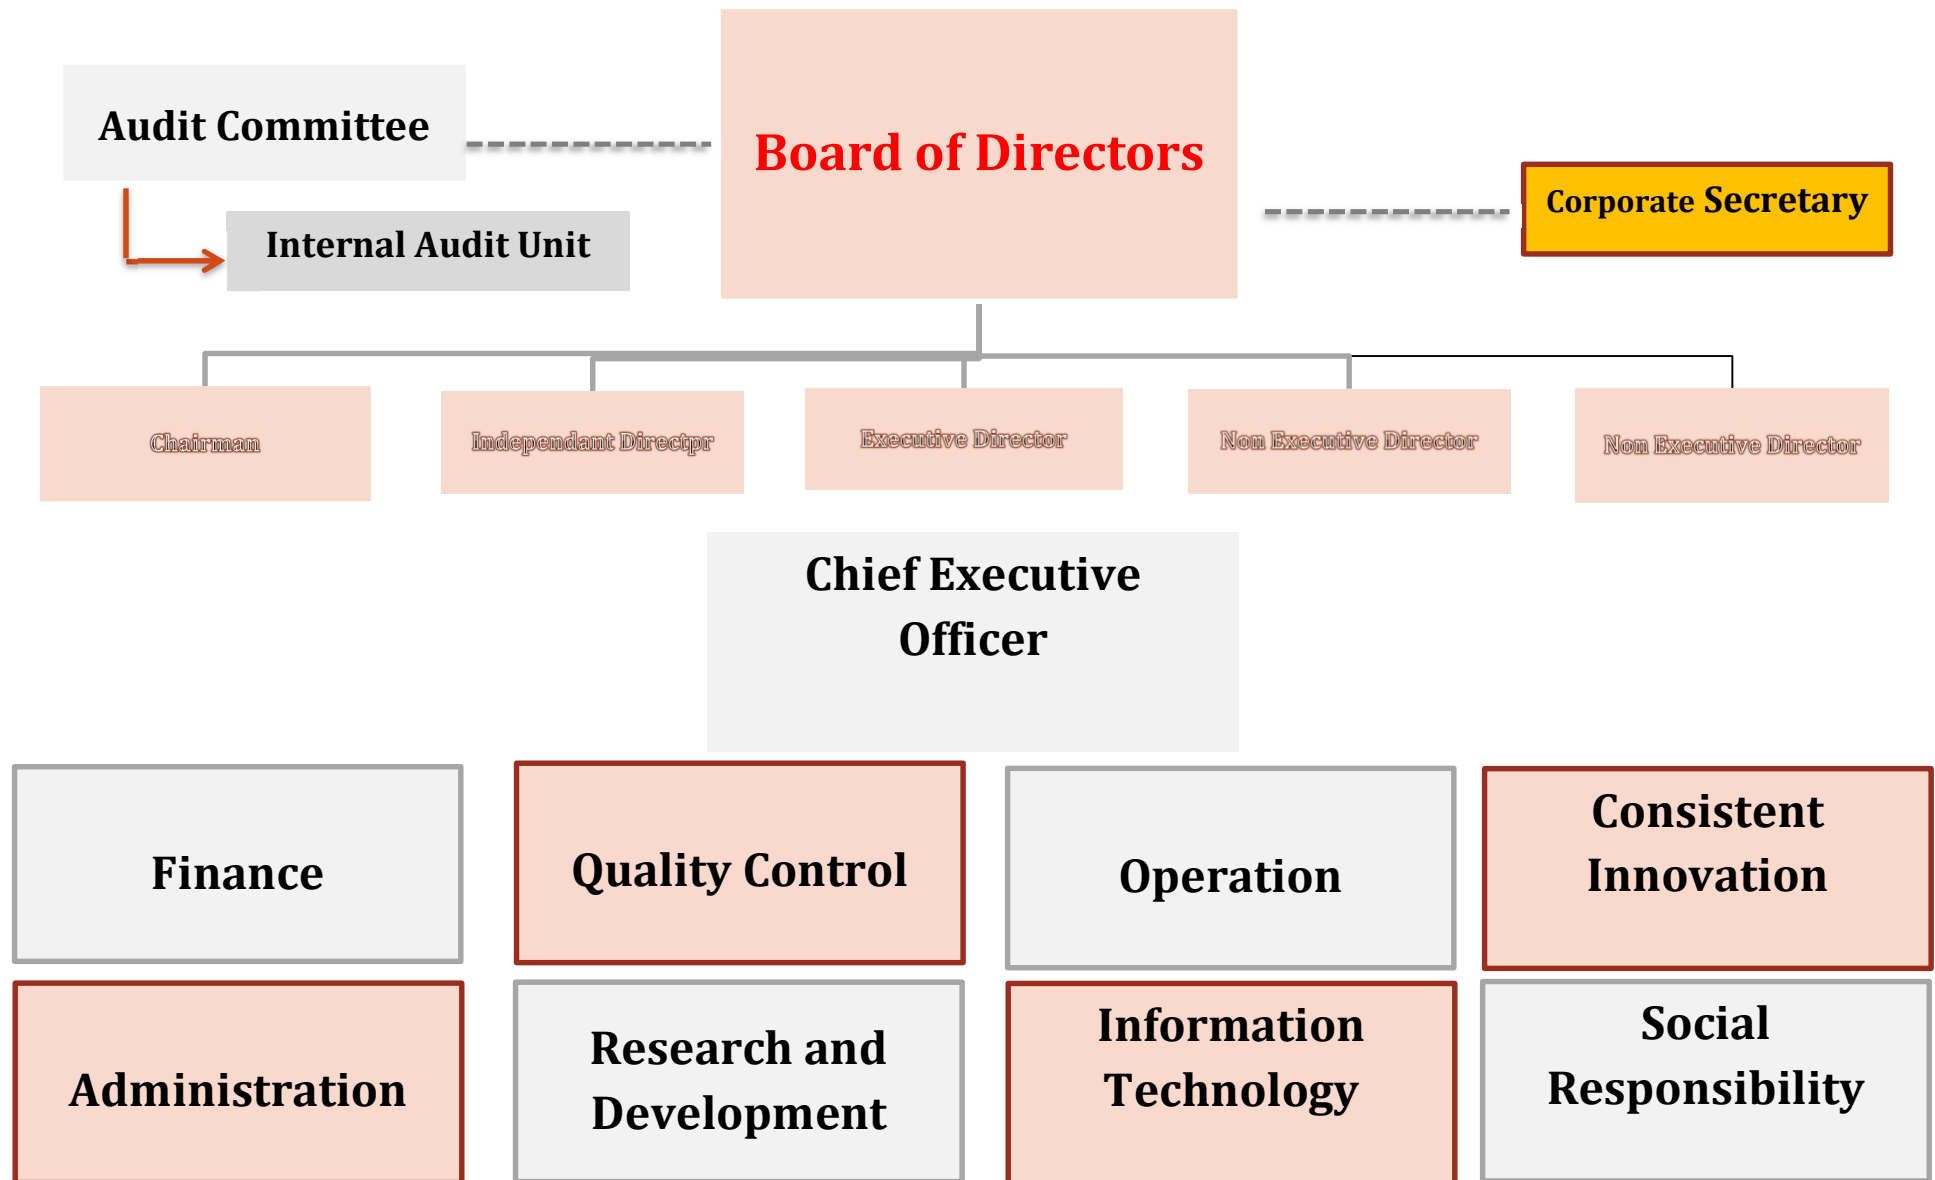 Audit Committee
Board of Directors
Corporate Secretary
Internal Audit Unit
Chairman
Independant Directpr
Executive Director
Non Executive Director
Non Executive Director
Chief Executive
Officer
Finance
Quality Control
Operation
Consistent
Innovation
Administration
Research and
Development
Information
Technology
Social
Responsibility